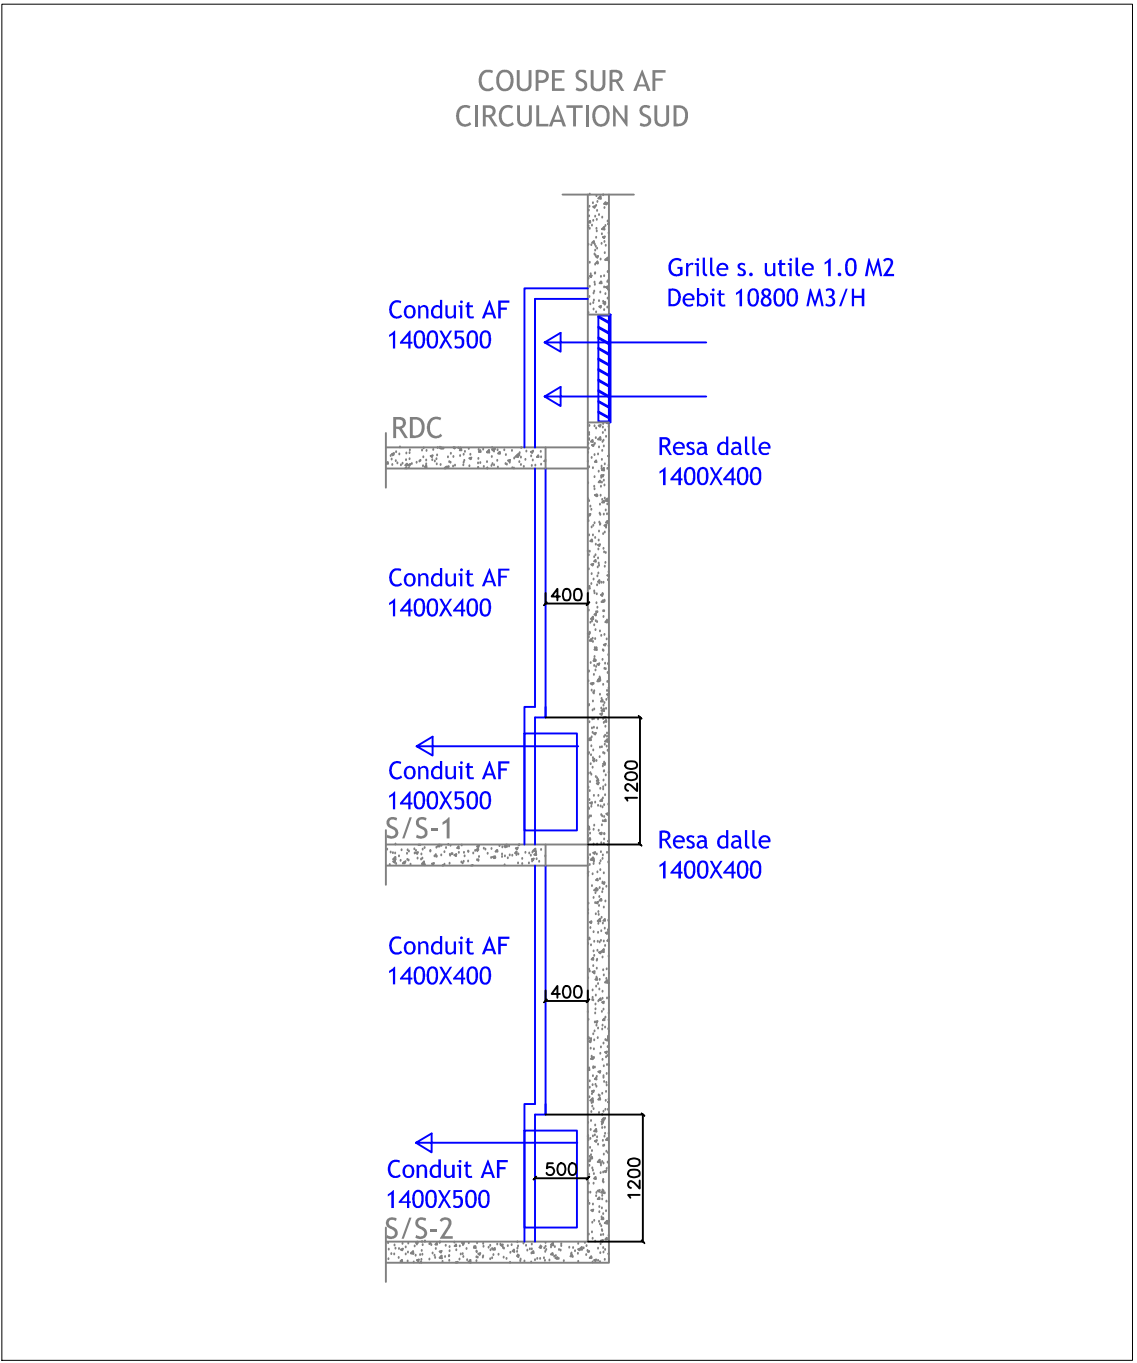 COUPE SUR AF
CIRCULATION SUD
Grille s. utile 1.0 M2
Debit 10800 M3/H
Conduit AF
1400X500
RDC
Resa dalle
1400X400
Conduit AF
1400X400
400
Conduit AF
1400X500
1200
S/S-1
Resa dalle
1400X400
Conduit AF
1400X400
400
Conduit AF
1400X500
500
1200
S/S-2